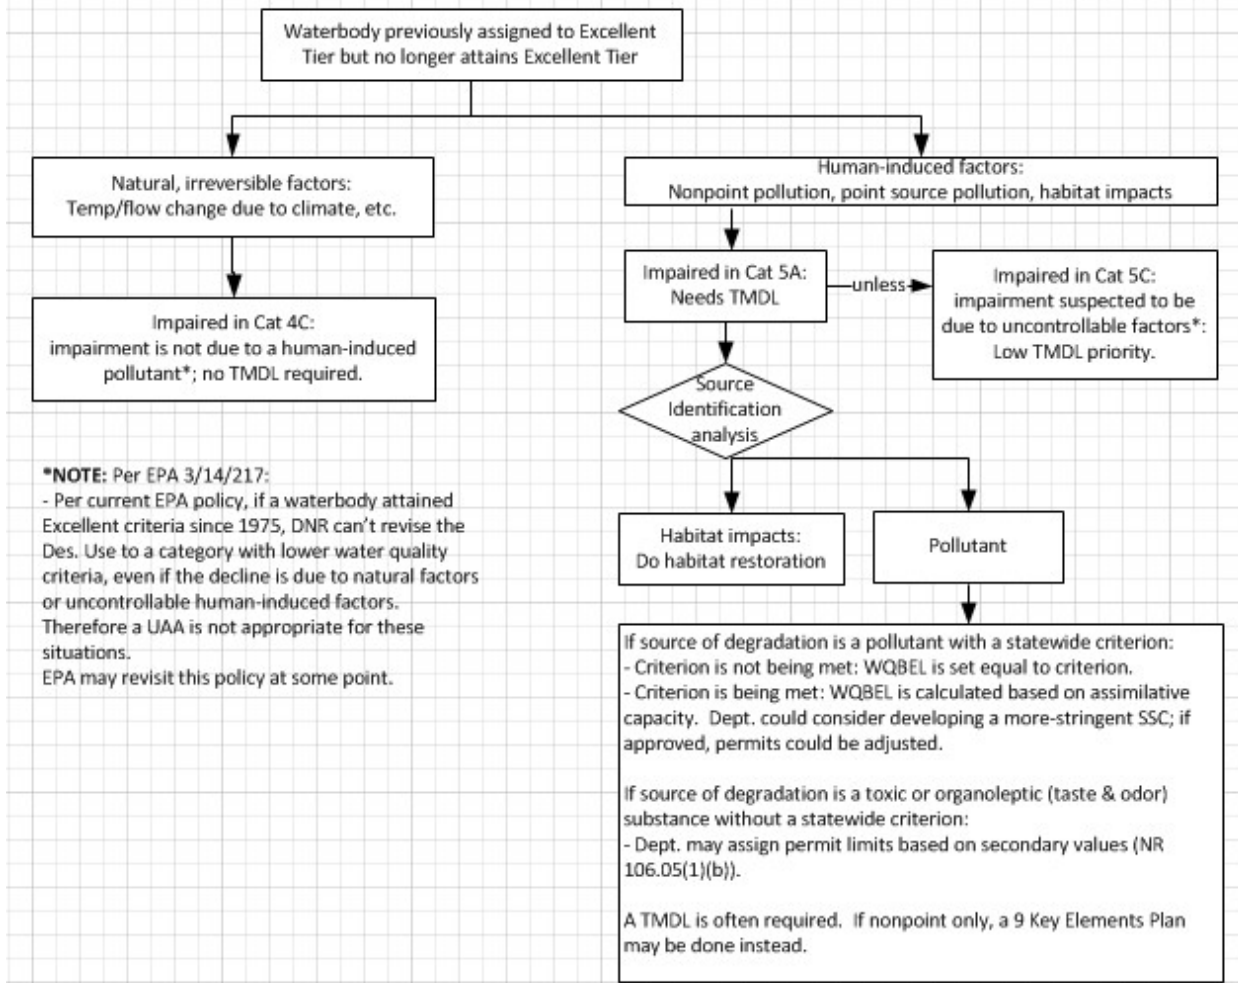 Waterbody previously assigned to Excellent
Tier but no longer attains Excellent Tier
Natural, irreversible factors:
Temp/flow change due to climate, etc.
Human-induced factors:
Nonpoint pollution, point source pollution, habitat impacts
Impaired in Cat 4C:
impairment is not due to a human-induced
pollutant*; no TMDL required.
Impaired in Cat 5A:
Needs TMDL
unless
Impaired in Cat 5C:
impairment suspected to be
due to uncontrollable factors*:
Low TMDL priority.
Source
Identification
analysis
*NOTE: Per EPA 3/14/217:
- Per current EPA policy, if a waterbody attained
Excellent criteria since 1975, DNR can't revise the
Des. Use to a category with lower water quality
criteria, even if the decline is due to natural factors
or uncontrollable human-induced factors.
Therefore a UAA is not appropriate for these
situations.
EPA may revisit this policy at some point.
Habitat impacts:
Do habitat restoration
Pollutant
If source of degradation is a pollutant with a statewide criterion:
- Criterion is not being met: WQBEL is set equal to criterion.
- Criterion is being met: WQBEL is calculated based on assimilative
capacity.  Dept. could consider developing a more-stringent SSC; if
approved, permits could be adjusted.
If source of degradation is a toxic or organoleptic (taste & odor)
substance without a statewide criterion:
- Dept. may assign permit limits based on secondary values (NR
106.05(1)(b)).
A TMDL is often required.  If nonpoint only, a 9 Key Elements Plan
may be done instead.